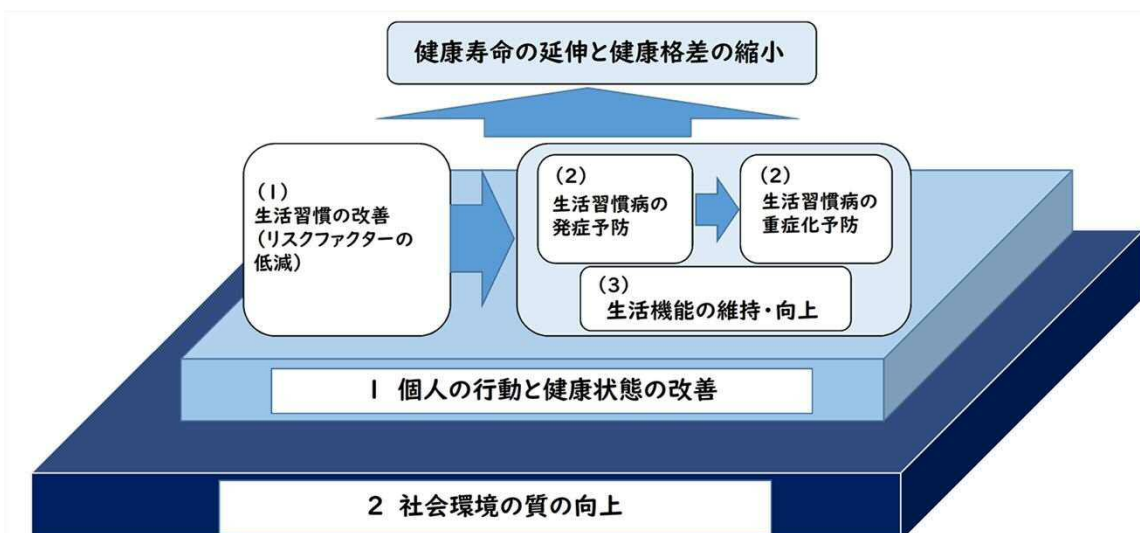 健康寿命の延伸と健康格差の縮小
(1)
生活習慣の改善
(リスクファクターの
低減)
(2)
生活習慣病の
発症予防
(2)
生活習慣病の
重症化予防
(3)
生活機能の維持・向上
1 個人の行動と健康状態の改善
2 社会環境の質の向上